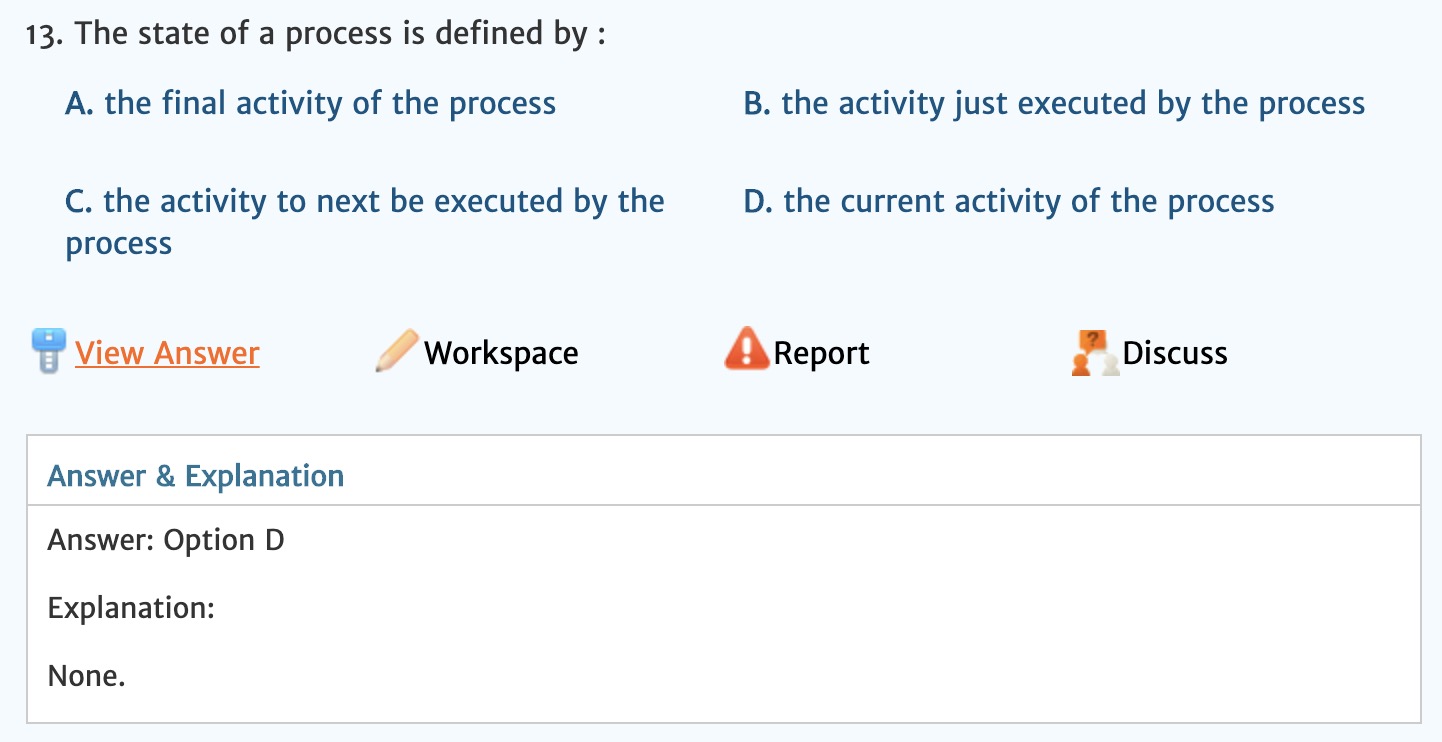 13. The state of a process is defined by :
A. the final activity of the process
B. the activity just executed by the process
C. the activity to next be executed by the
process
D. the current activity of the process
View Answer
Workspace
Report
?
Discuss
Answer & Explanation
Answer: Option D
Explanation:
None.